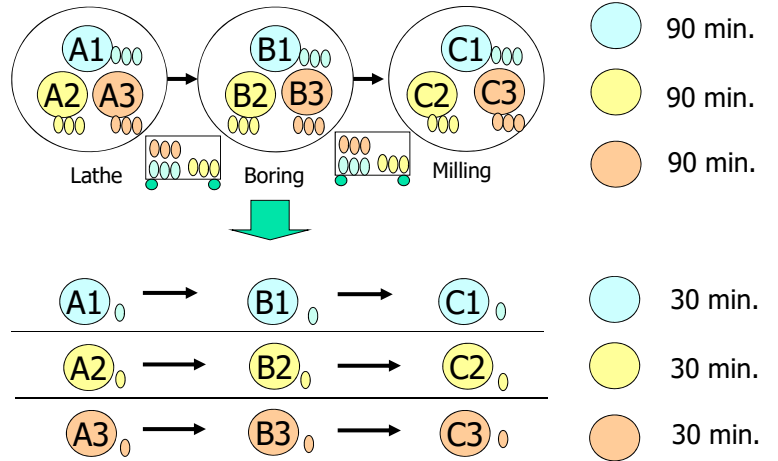 A1 B1 C1 90 min.
A2 A3 B2 B3 C2 C3 90 min.
90 min.
Lathe Boring Milling
A1 B1 C1 30 min.
A2 B2 C2 30 min.
A3 B3 C3 30 min.